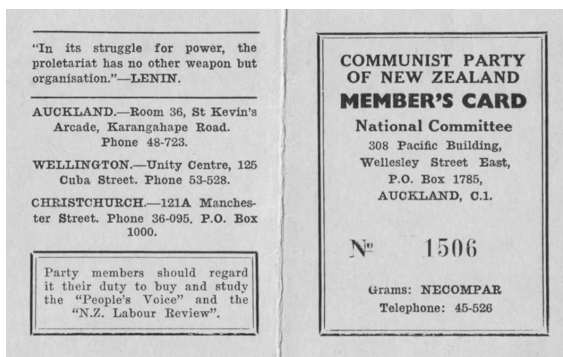 "In its struggle for power, the
proletariat has no other weapon but
organisation."—LENIN.
AUCKLAND.—Room 36, St Kevin's
Arcade, Karangahape Road.
Phone 48-723.
WELLINGTON.—Unity Centre, 125
Cuba Street. Phone 53-528.
CHRISTCHURCH.—121A Manches-
ter Street. Phone 36-095. P.O. Box
1000.
Party members should regard
it their duty to buy and study
the "People's Voice" and the
"N.Z. Labour Review".
COMMUNIST PARTY
OF NEW ZEALAND
MEMBER'S CARD
National Committee
308 Pacific Building,
Wellesley Street East,
P.O. Box 1785,
AUCKLAND, C.1.
Nº 1506
Grams: NECOMPAR
Telephone: 45-526